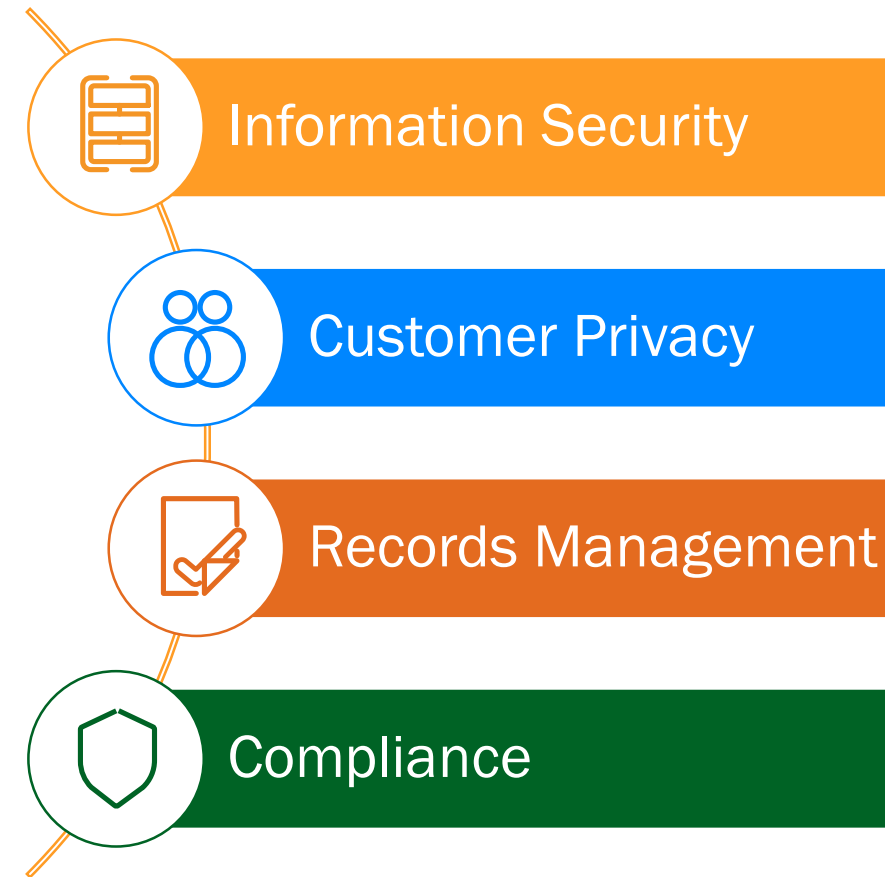 Information Security
Customer Privacy
Records Management
Compliance